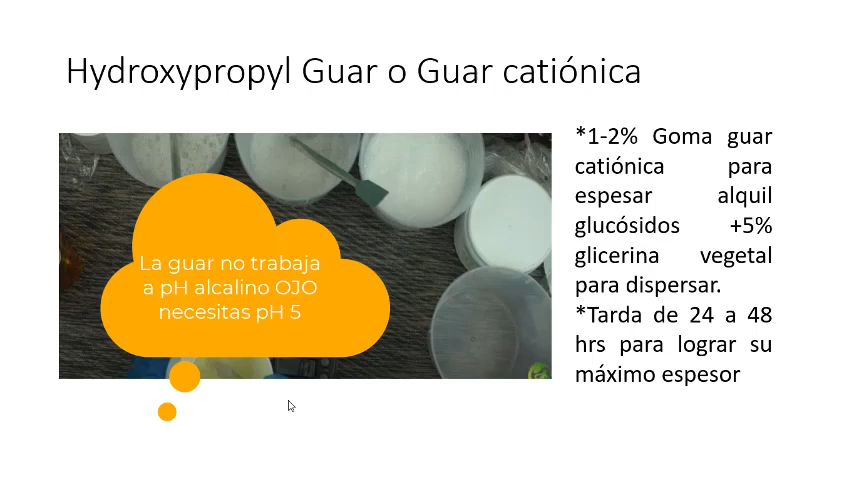 Hydroxypropyl Guar o Guar catiónica
La guar no trabaja
a pH alcalino OJO
necesitas pH 5
*1-2% Goma guar
catiónica para
espesar alquil
glucósidos +5%
glicerina vegetal
para dispersar.
*Tarda de 24 a 48
hrs para lograr su
máximo espesor